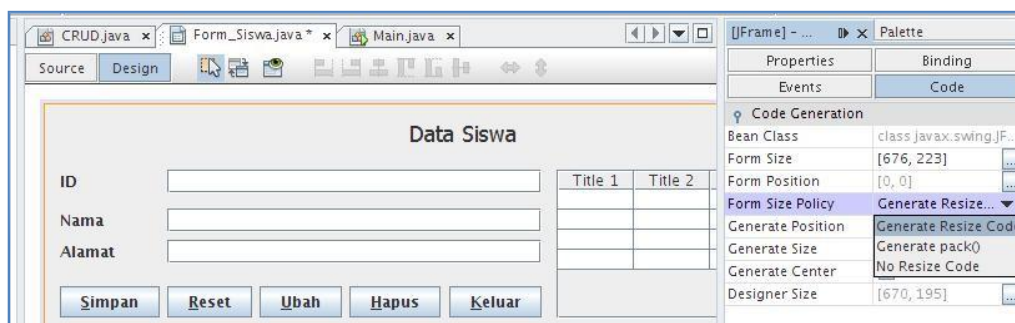 CRUD.java x Form_Siswa.java * x Main.java x
Source Design
Data Siswa
ID
Nama
Alamat
Title 1 Title 2
Simpan Reset Ubah Hapus Keluar
[JFrame] - ... x Palette
Properties Binding
Events Code
Code Generation
Bean Class class javax.swing.JF...
Form Size [676, 223] ...
Form Position [0, 0] ...
Form Size Policy Generate Resize...
Generate Position Generate Resize Code
Generate Size Generate pack()
Generate Center No Resize Code
Designer Size [670, 195] ...